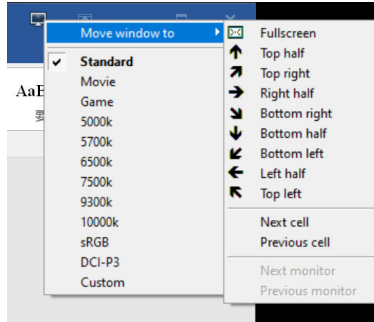 Move window to
Standard
Movie
Game
5000k
5700k
6500k
7500k
9300k
10000k
sRGB
DCI-P3
Custom
Fullscreen
Top half
Top right
Right half
Bottom right
Bottom half
Bottom left
Left half
Top left
Next cell
Previous cell
Next monitor
Previous monitor
AaB
要